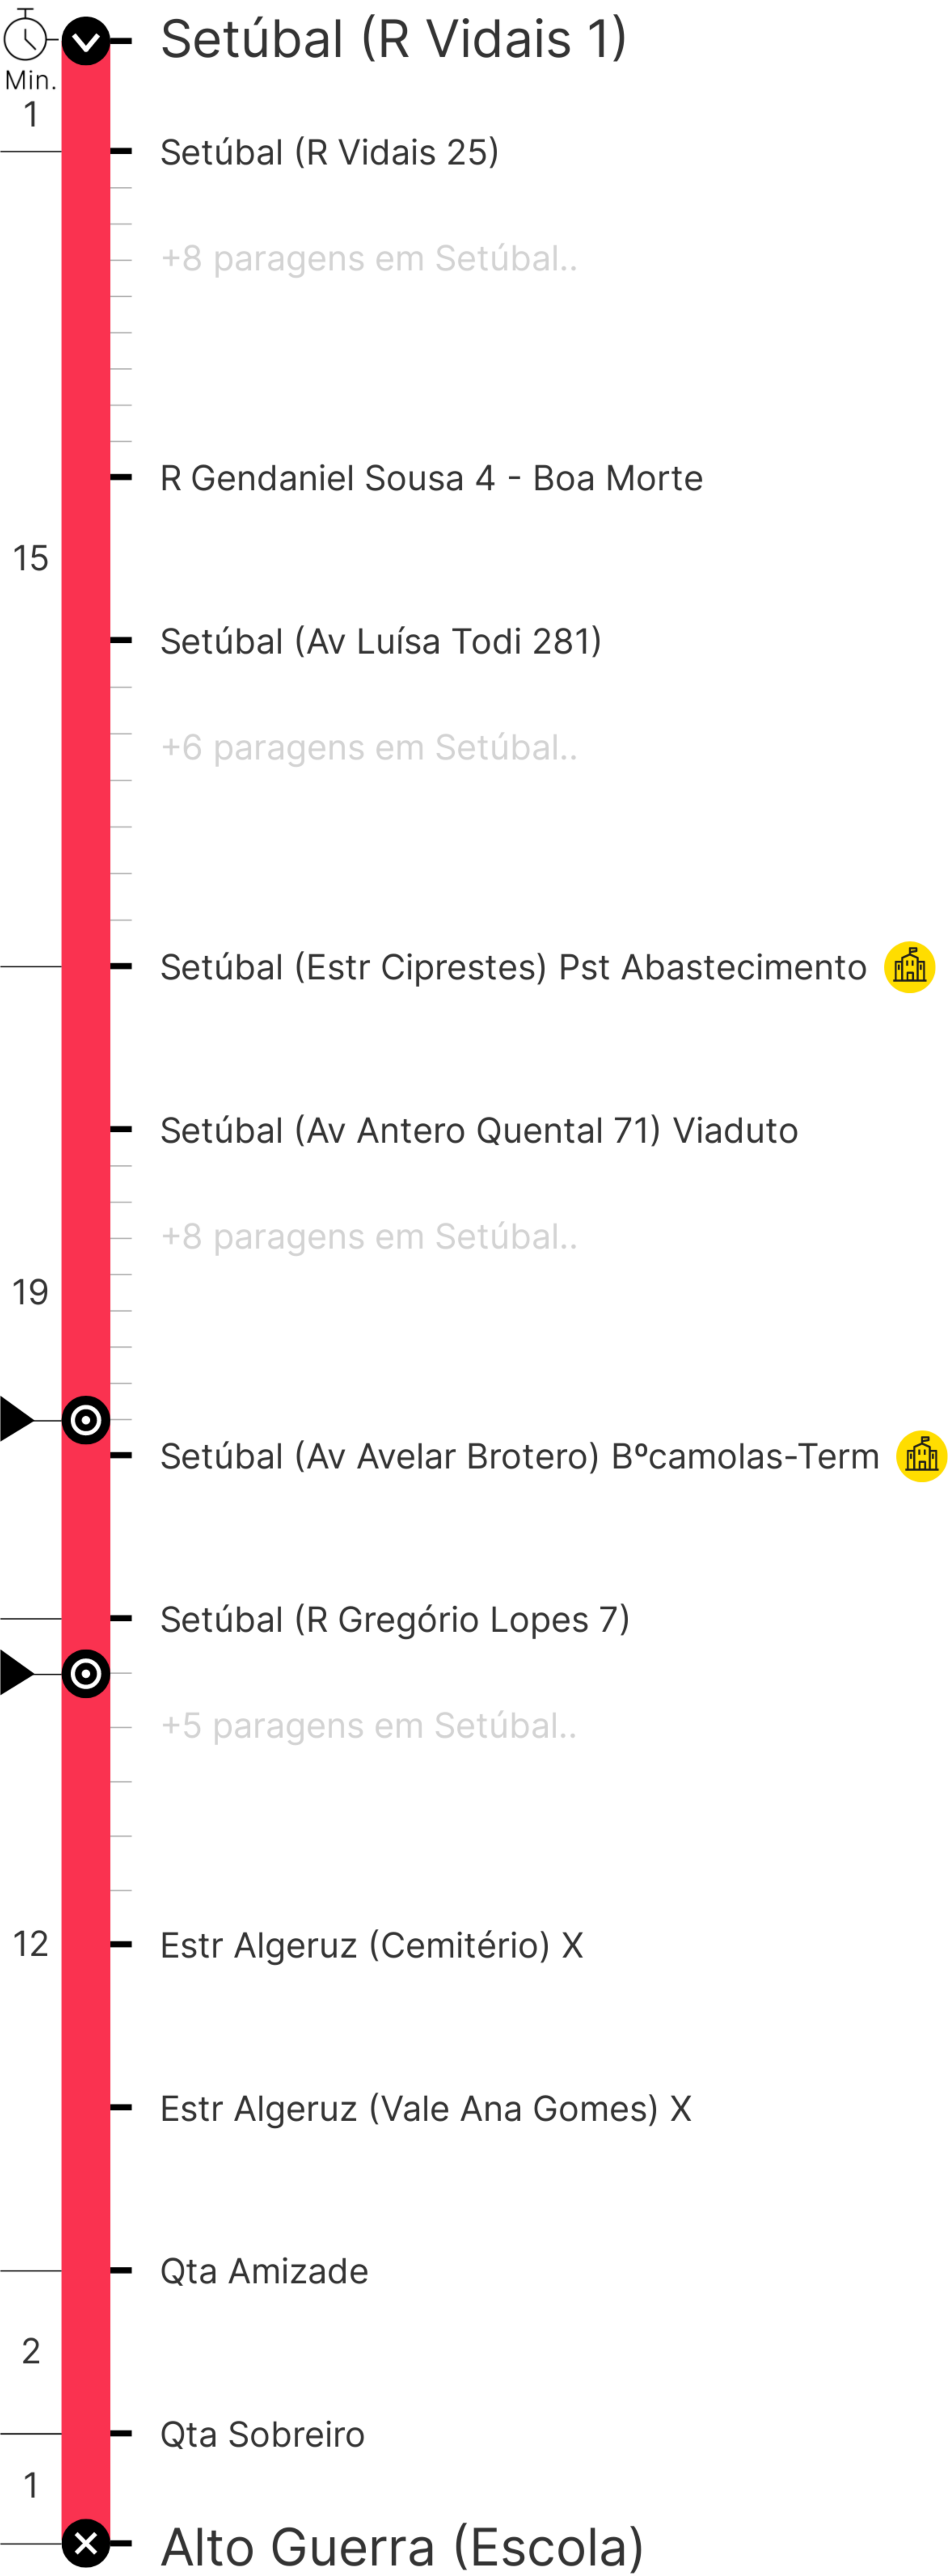 Setúbal (R Vidais 1)
Min.
1
Setúbal (R Vidais 25)
+8 paragens em Setúbal..
R Gendaniel Sousa 4 - Boa Morte
15
Setúbal (Av Luísa Todi 281)
+6 paragens em Setúbal..
Setúbal (Estr Ciprestes) Pst Abastecimento
Setúbal (Av Antero Quental 71) Viaduto
+8 paragens em Setúbal..
19
Setúbal (Av Avelar Brotero) Bºcamolas-Term
Setúbal (R Gregório Lopes 7)
+5 paragens em Setúbal..
12
Estr Algeruz (Cemitério) X
Estr Algeruz (Vale Ana Gomes) X
Qta Amizade
2
Qta Sobreiro
1
Alto Guerra (Escola)